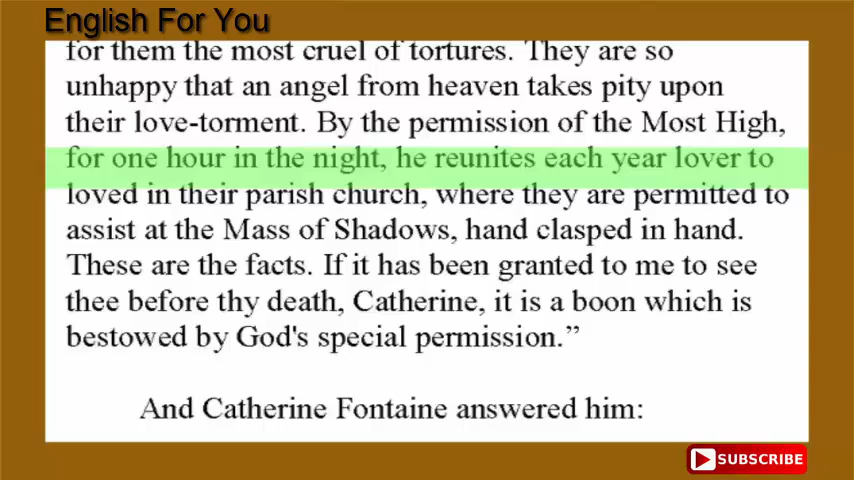 English For You
for them the most cruel of tortures. They are so
unhappy that an angel from heaven takes pity upon
their love-torment. By the permission of the Most High,
for one hour in the night, he reunites each year lover to
loved in their parish church, where they are permitted to
assist at the Mass of Shadows, hand clasped in hand.
These are the facts. If it has been granted to me to see
thee before thy death, Catherine, it is a boon which is
bestowed by God's special permission.”
And Catherine Fontaine answered him:
SUBSCRIBE